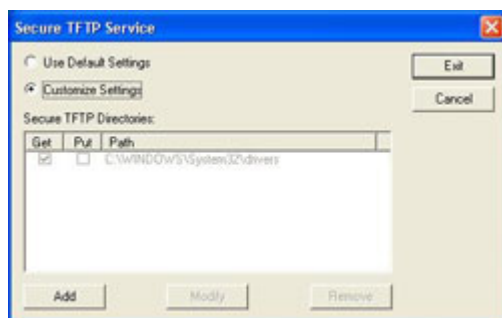 Secure TFTP Service
Use Default Settings
Exit
Customize Settings
Cancel
Secure TFTP Directories:
Get Put Path
C:\WINDOWS\System32\drivers
Add Modify Remove